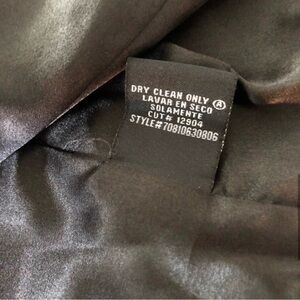 DRY CLEAN ONLY Ⓐ
LAVAR EN SECO
SOLAMENTE
CUT# 12904
STYLE#70810630806